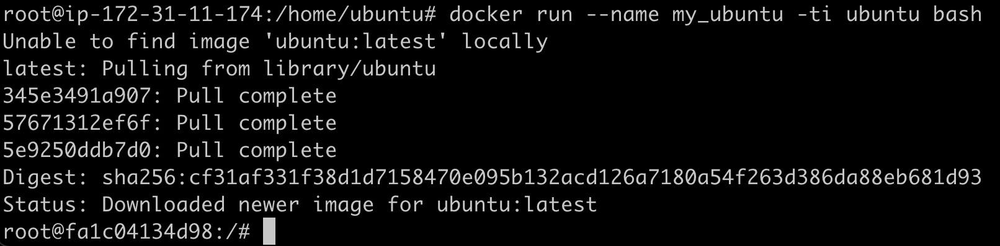 root@ip-172-31-11-174:/home/ubuntu# docker run --name my_ubuntu -ti ubuntu bash
Unable to find image 'ubuntu:latest' locally
latest: Pulling from library/ubuntu
345e3491a907: Pull complete
57671312ef6f: Pull complete
5e9250ddb7d0: Pull complete
Digest: sha256:cf31af331f38d1d7158470e095b132acd126a7180a54f263d386da88eb681d93
Status: Downloaded newer image for ubuntu:latest
root@fa1c04134d98:/#